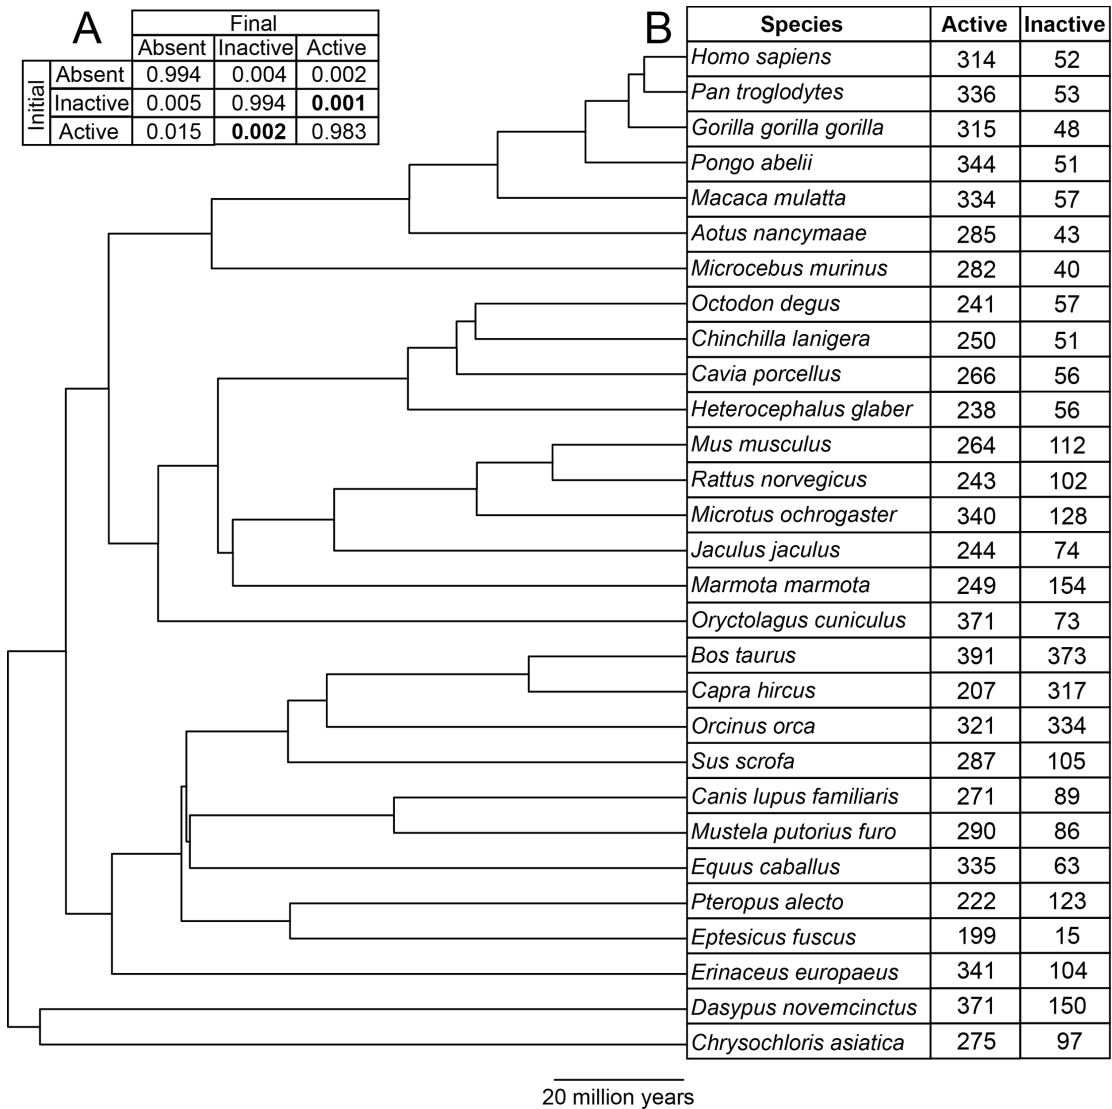 A
Final
Absent Inactive Active
Initial
Absent 0.994 0.004 0.002
Inactive 0.005 0.994 0.001
Active 0.015 0.002 0.983
B
Species Active Inactive
Homo sapiens 314 52
Pan troglodytes 336 53
Gorilla gorilla gorilla 315 48
Pongo abelii 344 51
Macaca mulatta 334 57
Aotus nancymaae 285 43
Microcebus murinus 282 40
Octodon degus 241 57
Chinchilla lanigera 250 51
Cavia porcellus 266 56
Heterocephalus glaber 238 56
Mus musculus 264 112
Rattus norvegicus 243 102
Microtus ochrogaster 340 128
Jaculus jaculus 244 74
Marmota marmota 249 154
Oryctolagus cuniculus 371 73
Bos taurus 391 373
Capra hircus 207 317
Orcinus orca 321 334
Sus scrofa 287 105
Canis lupus familiaris 271 89
Mustela putorius furo 290 86
Equus caballus 335 63
Pteropus alecto 222 123
Eptesicus fuscus 199 15
Erinaceus europaeus 341 104
Dasypus novemcinctus 371 150
Chrysochloris asiatica 275 97
20 million years